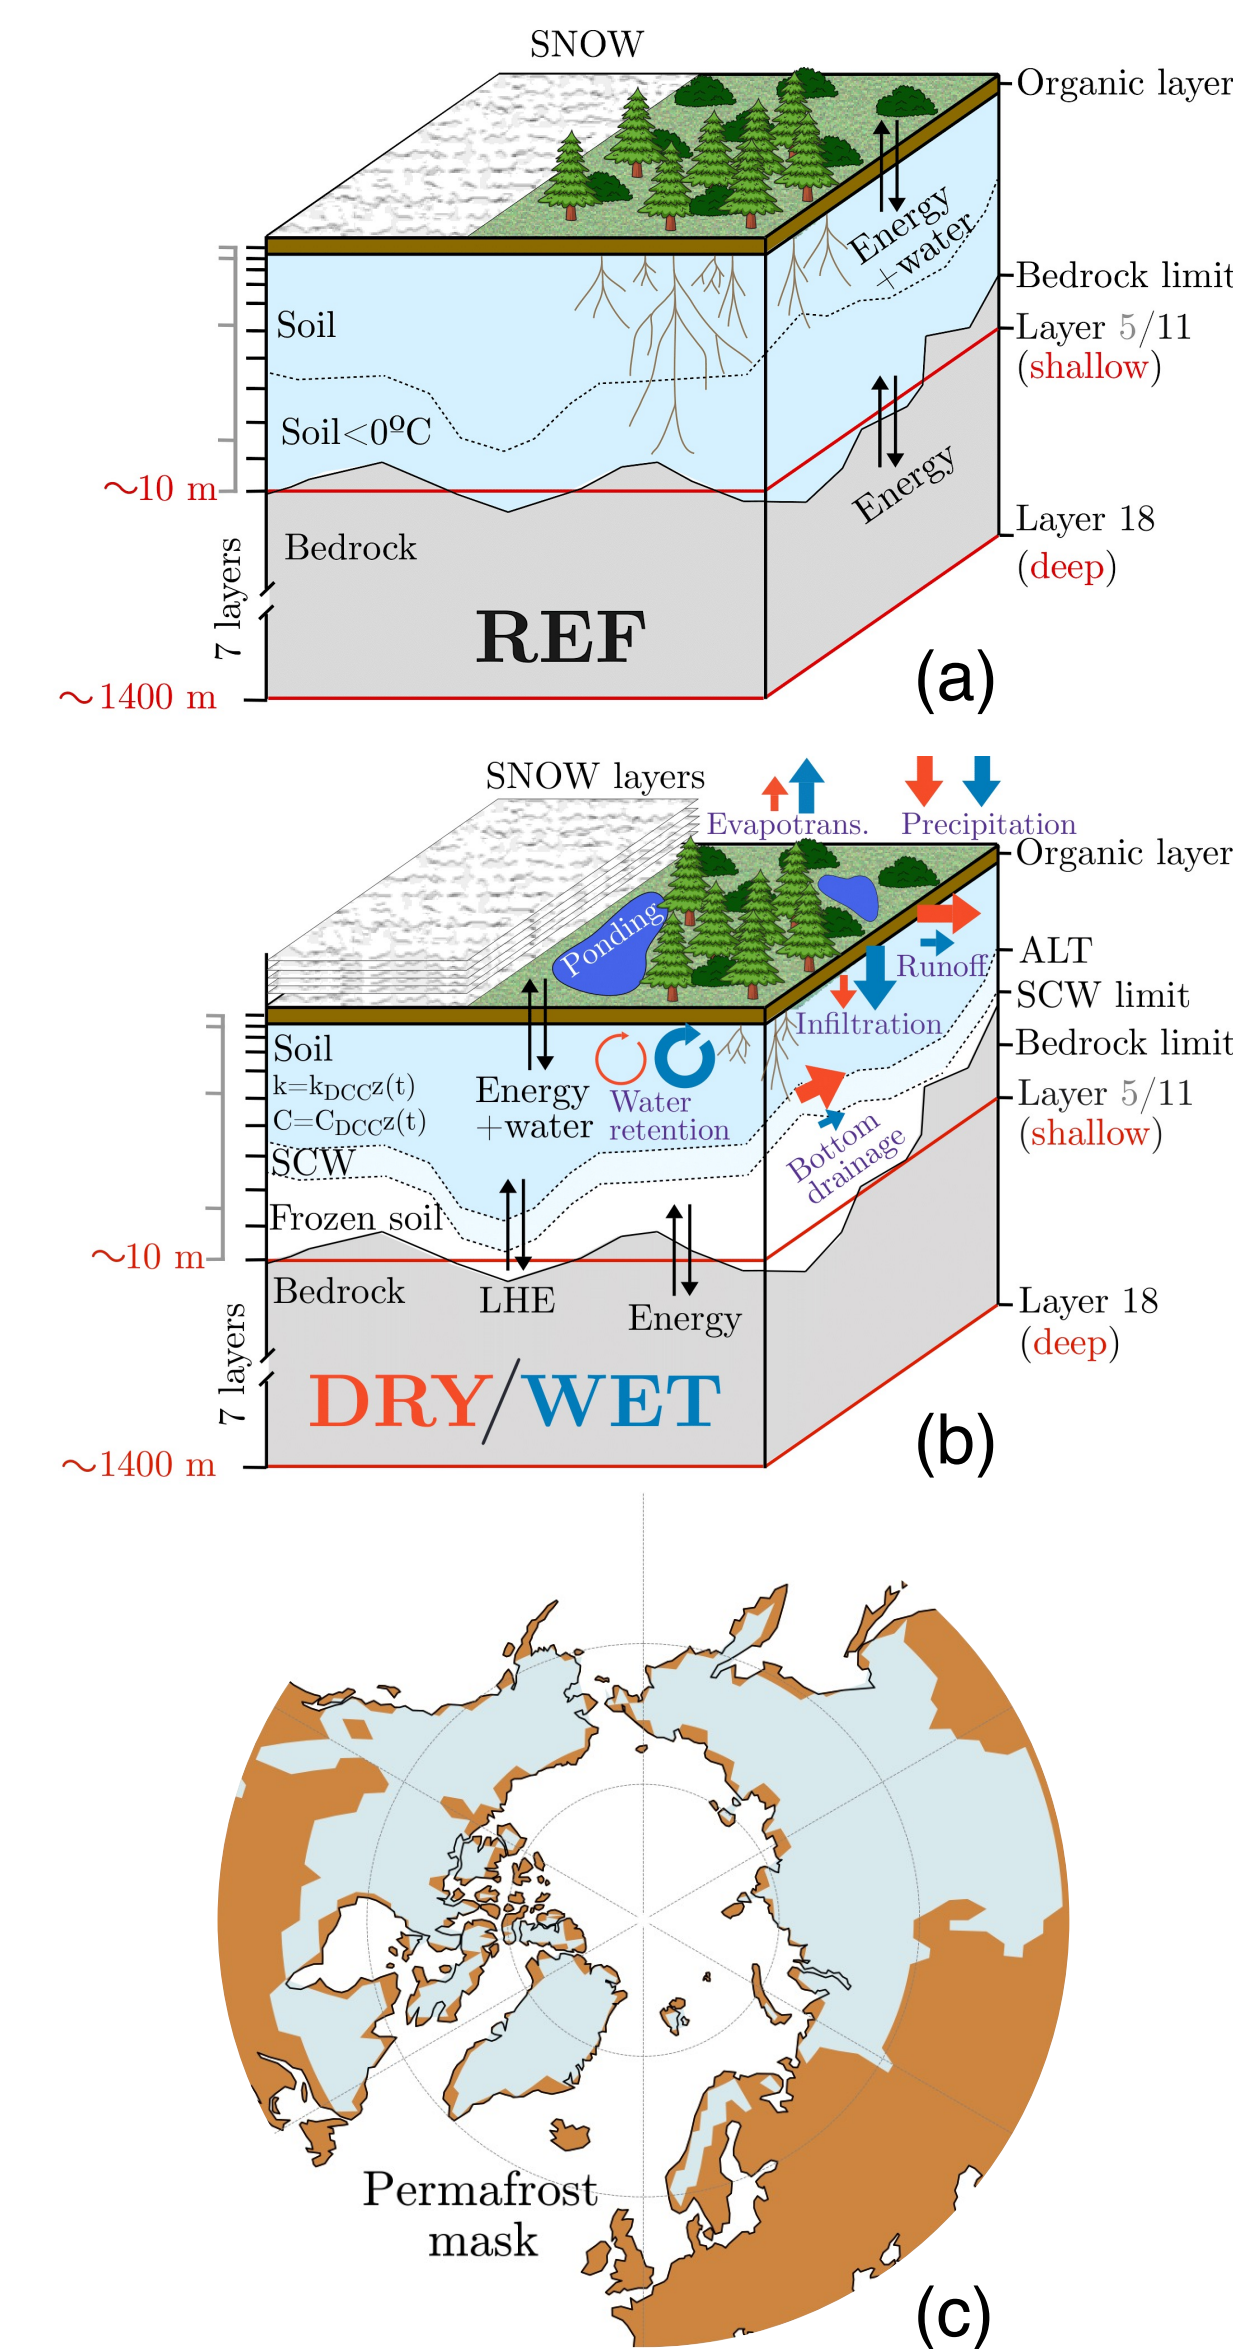 SNOW
Organic layer
Energy
+water
Bedrock limit
Soil
Layer 5/11
(shallow)
Soil<0ºC
Energy
~10 m
Layer 18
Bedrock
(deep)
7 layers
REF
(a)
~1400 m
SNOW layers
Evapotrans.
Precipitation
Organic layer
Ponding
ALT
Runoff
SCW limit
Infiltration
Bedrock limit
Soil
k=kDCCz(t)
C=CDCCz(t)
Energy
+water
Water
retention
Layer 5/11
(shallow)
Bottom
drainage
SCW
Frozen soil
~10 m
Bedrock
LHE
Energy
Layer 18
(deep)
7 layers
DRY/WET
(b)
~1400 m
Permafrost
mask
(c)